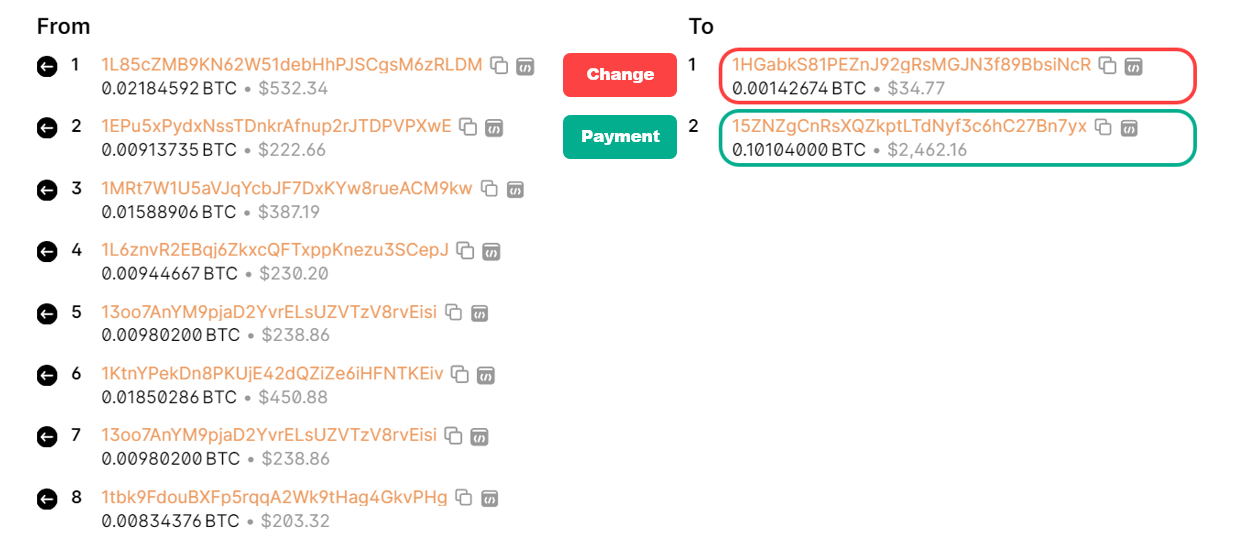 From
1 1L85cZMB9KN62W51debHhPJSCgsM6zRLDM
0.02184592 BTC • $532.34
2 1EPu5xPydxNssTDnkrAfnup2rJTDPVPXwE
0.00913735 BTC • $222.66
3 1MRt7W1U5aVJqYcbJF7DxKYw8rueACM9kw
0.01588906 BTC • $387.19
4 1L6znvR2EBqj6ZkxcQFTxppKnezu3SCepJ
0.00944667 BTC • $230.20
5 13oo7AnYM9pjaD2YvrELsUZVTzV8rvEisi
0.00980200 BTC • $238.86
6 1KtnYPekDn8PKUjE42dQZiZe6iHFNTKEiv
0.01850286 BTC • $450.88
7 13oo7AnYM9pjaD2YvrELsUZVTzV8rvEisi
0.00980200 BTC • $238.86
8 1tbk9FdouBXFp5rqqA2Wk9tHag4GkvPHg
0.00834376 BTC • $203.32
To
Change
1 1HGabkS81PEZnJ92gRsMGJN3f89BbsiNcR
0.00142674 BTC • $34.77
Payment
2 15ZNZgCnRsXQZkptLTdNyf3c6hC27Bn7yx
0.10104000 BTC • $2,462.16